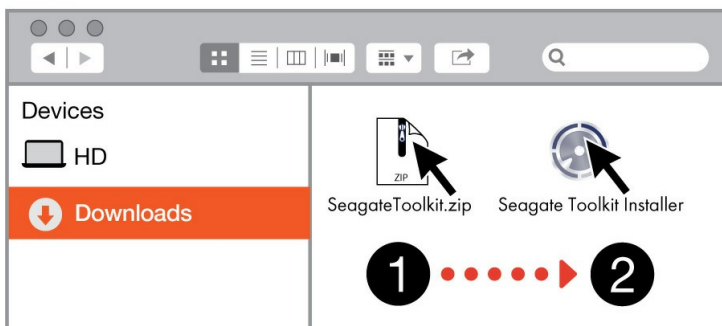 Devices
HD
Downloads
ZIP
SeagateToolkit.zip
Seagate Toolkit Installer
1
2